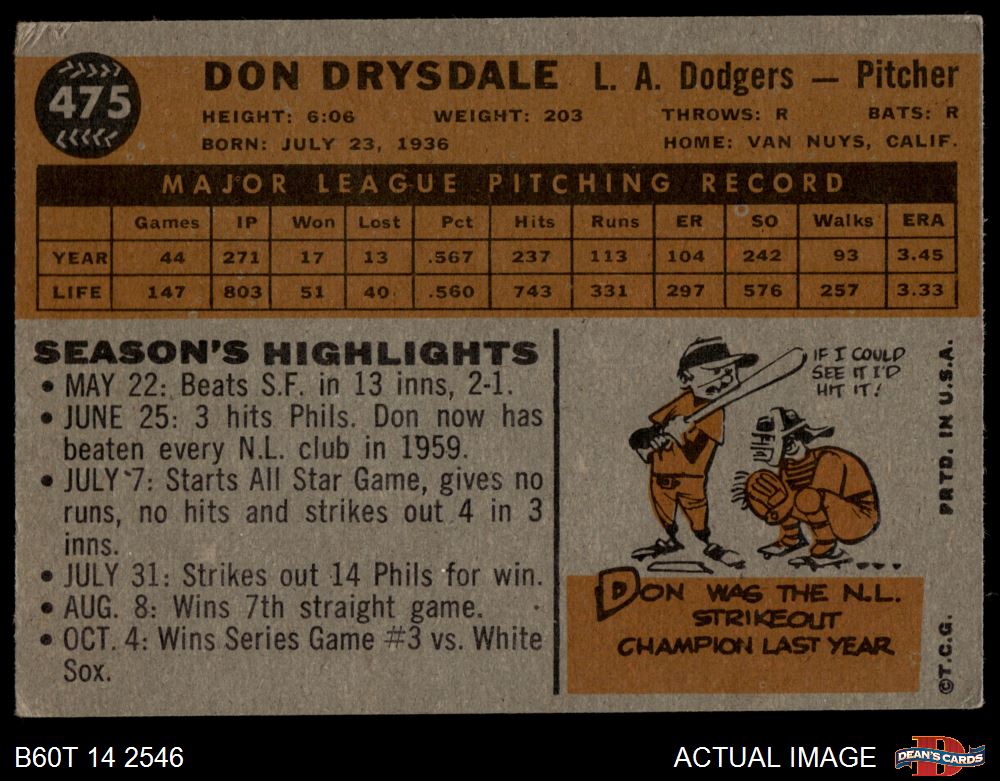 475
DON DRYSDALE L. A. Dodgers — Pitcher
HEIGHT: 6:06 WEIGHT: 203 THROWS: R BATS: R
BORN: JULY 23, 1936 HOME: VAN NUYS, CALIF.
MAJOR LEAGUE PITCHING RECORD
Games IP Won Lost Pct Hits Runs ER SO Walks ERA
YEAR 44 271 17 13 .567 237 113 104 242 93 3.45
LIFE 147 803 51 40 .560 743 331 297 576 257 3.33
SEASON'S HIGHLIGHTS
• MAY 22: Beats S.F. in 13 inns, 2-1.
• JUNE 25: 3 hits Phils. Don now has
beaten every N.L. club in 1959.
• JULY 7: Starts All Star Game, gives no
runs, no hits and strikes out 4 in 3
inns.
• JULY 31: Strikes out 14 Phils for win.
• AUG. 8: Wins 7th straight game.
• OCT. 4: Wins Series Game #3 vs. White
Sox.
IF I COULD
SEE IT I'D
HIT IT!
DON WAS THE N.L.
STRIKEOUT
CHAMPION LAST YEAR
PRTD. IN U.S.A.
©T.C.G.
B60T 14 2546
ACTUAL IMAGE
D
DEAN'S CARDS